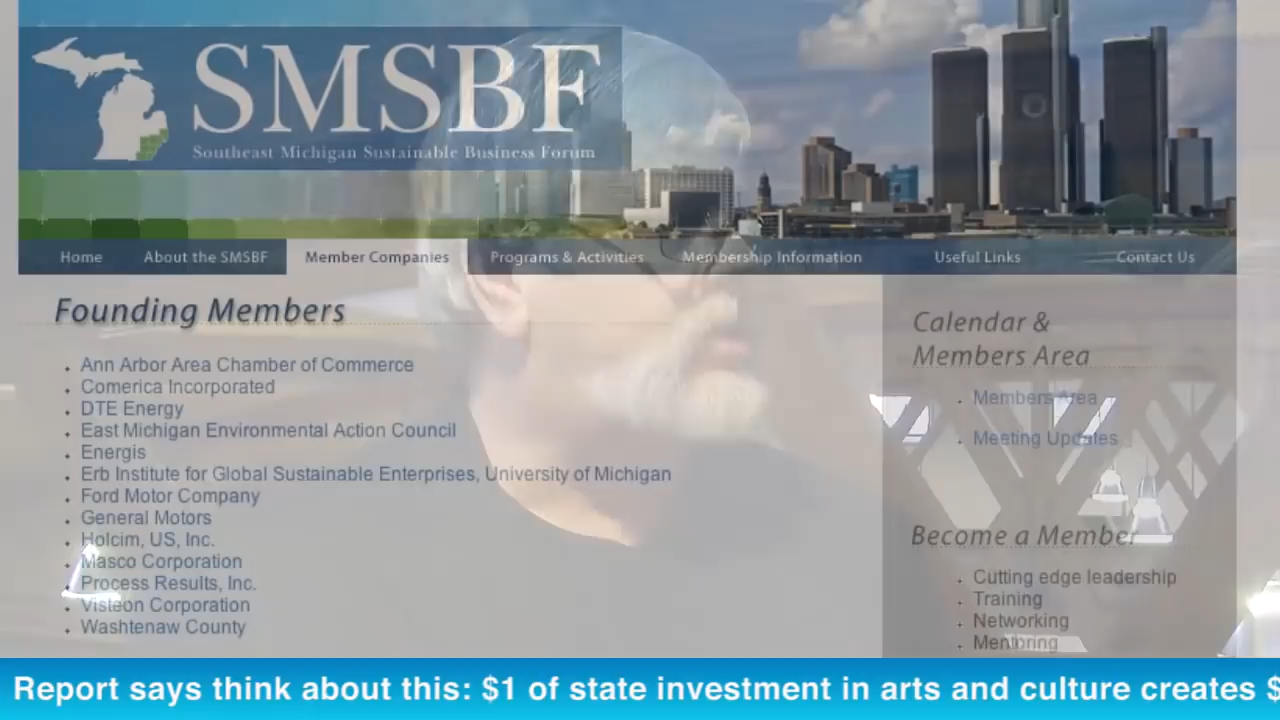 SMSBF
Southeast Michigan Sustainable Business Forum
Home About the SMSBF Member Companies Programs & Activities Membership Information Useful Links Contact Us
Founding Members
Ann Arbor Area Chamber of Commerce
Comerica Incorporated
DTE Energy
East Michigan Environmental Action Council
Energis
Erb Institute for Global Sustainable Enterprises, University of Michigan
Ford Motor Company
General Motors
Holcim, US, Inc.
Masco Corporation
Process Results, Inc.
Visteon Corporation
Washtenaw County
Calendar &
Members Area
Members Area
Meeting Updates
Become a Member
Cutting edge leadership
Training
Networking
Mentoring
Report says think about this: $1 of state investment in arts and culture creates $